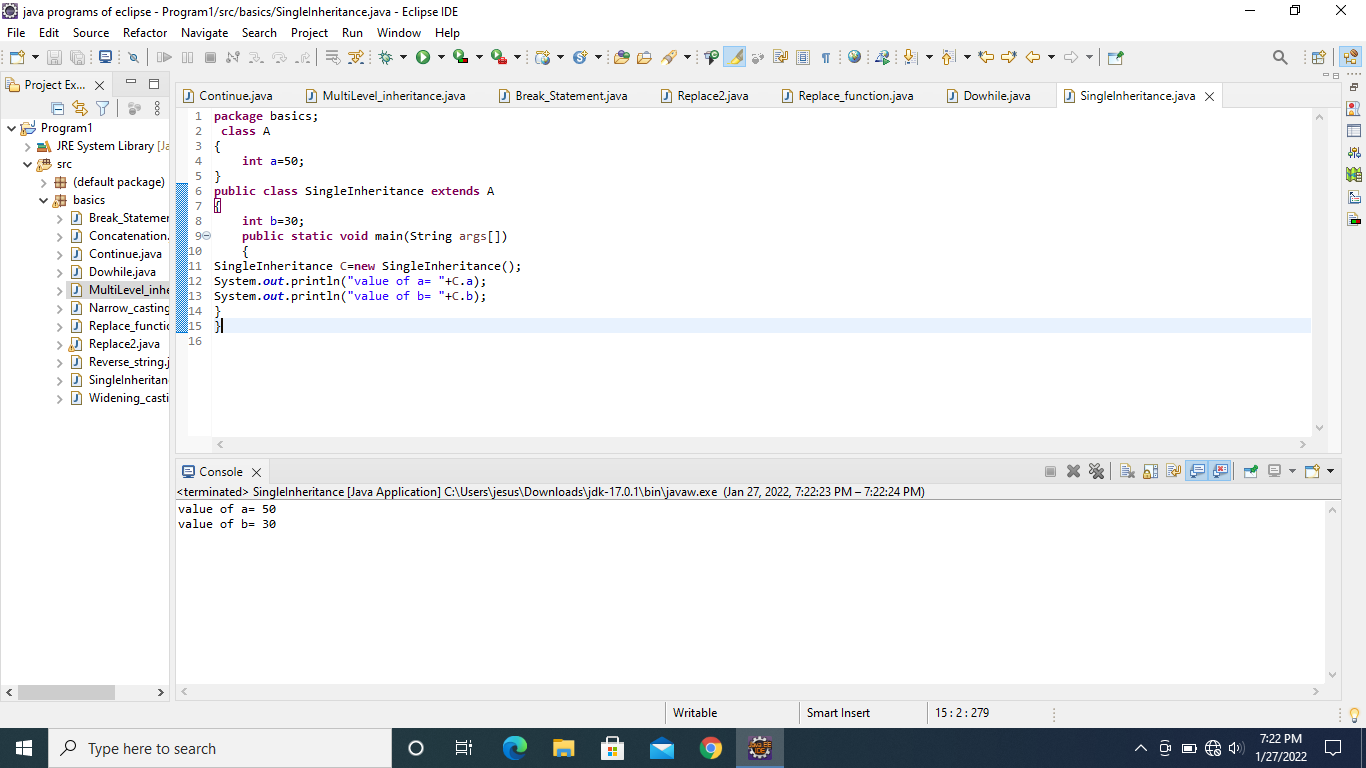 java programs of eclipse - Program1/src/basics/SingleInheritance.java - Eclipse IDE
File Edit Source Refactor Navigate Search Project Run Window Help
Project Ex...
Program1
JRE System Library [Ja
src
(default package)
basics
Break_Statemen
Concatenation.
Continue.java
Dowhile.java
MultiLevel_inhe
Narrow_casting
Replace_functio
Replace2.java
Reverse_string.j
SingleInheritan
Widening_casti
Continue.java MultiLevel_inheritance.java Break_Statement.java Replace2.java Replace_function.java Dowhile.java SingleInheritance.java
1 package basics;
2 class A
3 {
4 int a=50;
5 }
6 public class SingleInheritance extends A
7 {
8 int b=30;
9 public static void main(String args[])
10 {
11 SingleInheritance C=new SingleInheritance();
12 System.out.println("value of a= "+C.a);
13 System.out.println("value of b= "+C.b);
14 }
15 }
16
Console
<terminated> SingleInheritance [Java Application] C:\Users\jesus\Downloads\jdk-17.0.1\bin\javaw.exe (Jan 27, 2022, 7:22:23 PM – 7:22:24 PM)
value of a= 50
value of b= 30
Writable Smart Insert 15 : 2 : 279
Type here to search
Java EE
IDE
7:22 PM
1/27/2022